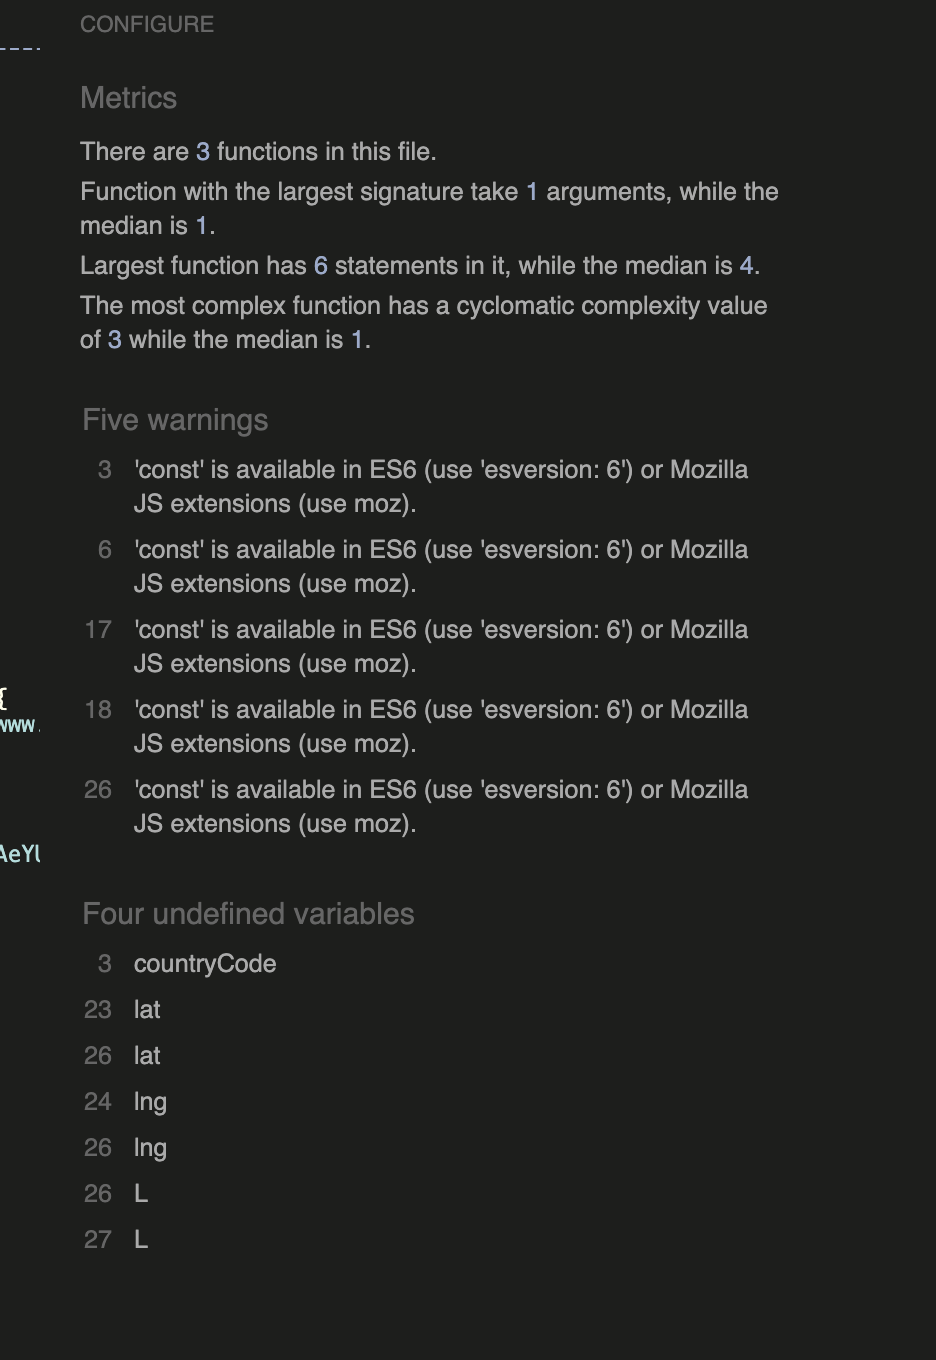 CONFIGURE
Metrics
There are 3 functions in this file.
Function with the largest signature take 1 arguments, while the
median is 1.
Largest function has 6 statements in it, while the median is 4.
The most complex function has a cyclomatic complexity value
of 3 while the median is 1.
Five warnings
3 'const' is available in ES6 (use 'esversion: 6') or Mozilla
JS extensions (use moz).
6 'const' is available in ES6 (use 'esversion: 6') or Mozilla
JS extensions (use moz).
17 'const' is available in ES6 (use 'esversion: 6') or Mozilla
JS extensions (use moz).
{
18 'const' is available in ES6 (use 'esversion: 6') or Mozilla
www.
JS extensions (use moz).
26 'const' is available in ES6 (use 'esversion: 6') or Mozilla
JS extensions (use moz).
Four undefined variables
3 countryCode
23 lat
26 lat
24 lng
26 lng
26 L
27 L